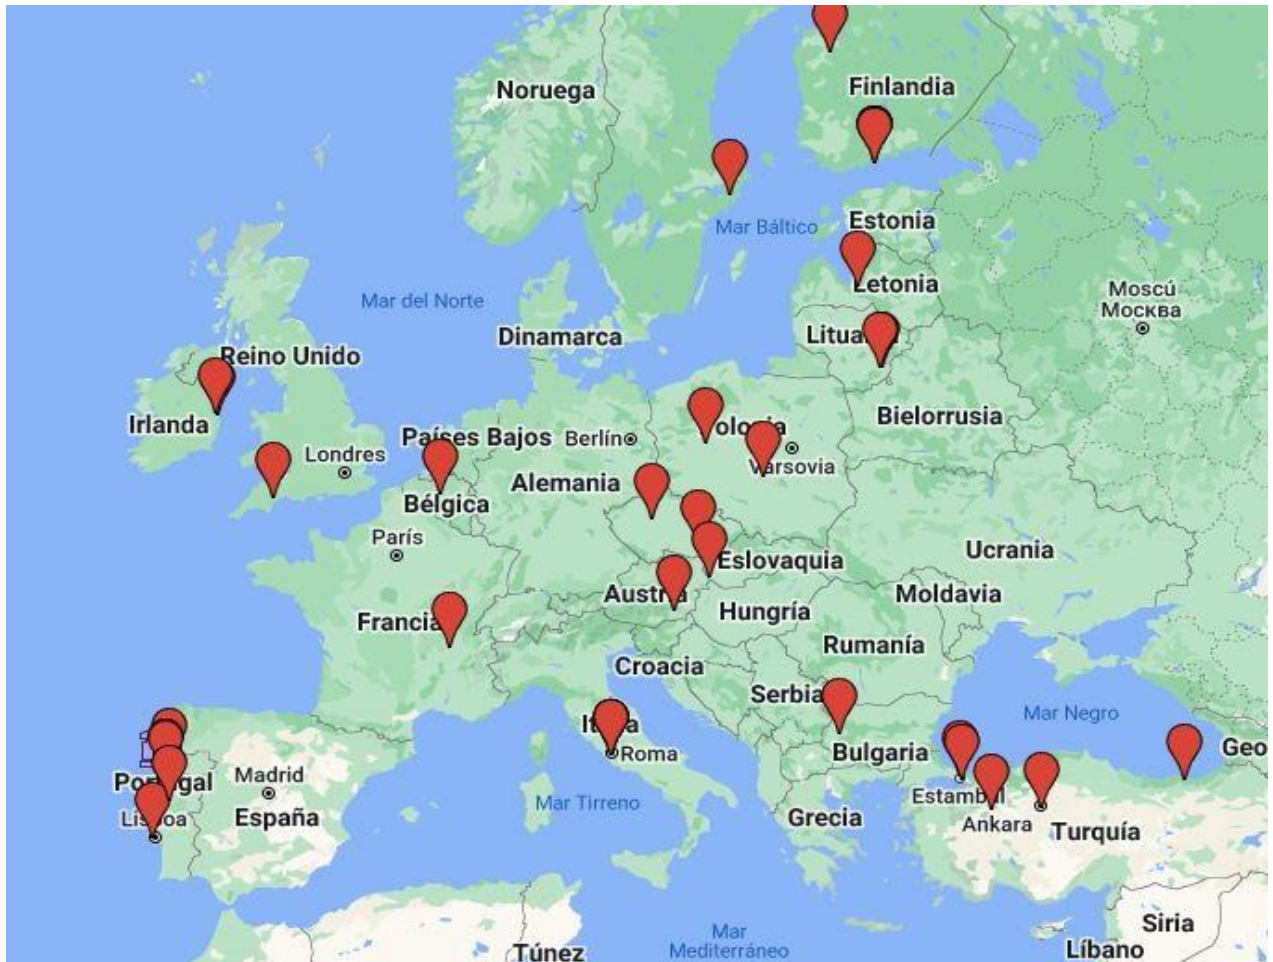 Noruega
Finlandia
Mar Báltico
Estonia
Letonia
Moscú
Москва
Mar del Norte
Dinamarca
Reino Unido
Irlanda
Bielorrusia
Países Bajos
Berlín
Londres
Varsovia
Alemania
Bélgica
París
Eslovaquia
Ucrania
Austria
Moldavia
Hungría
Francia
Rumanía
Croacia
Serbia
Mar Negro
Roma
Bulgaria
Geo
Madrid
España
Mar Tirreno
Grecia
Ankara
Turquía
Siria
Mar
Mediterráneo
Líbano
Túnez